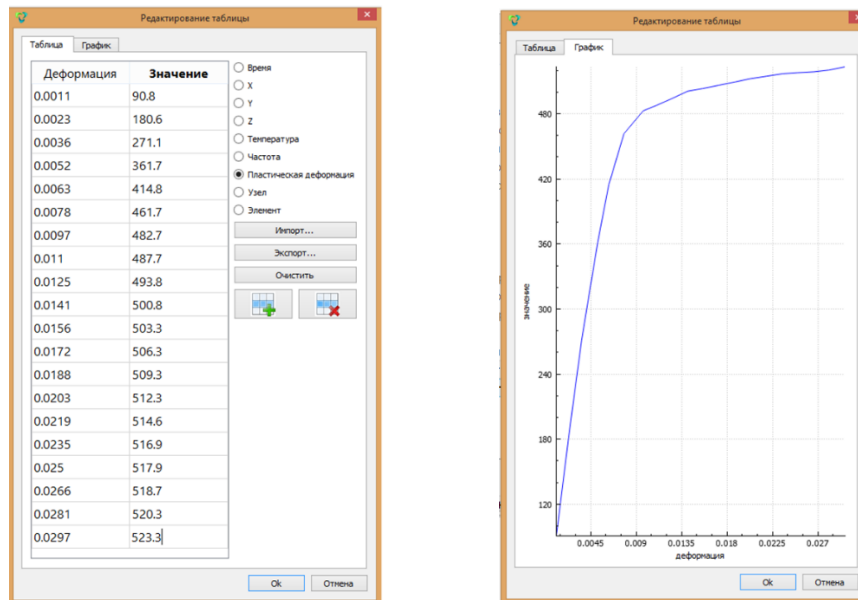 Редактирование таблицы
Таблица График
Деформация Значение
0.0011 90.8
0.0023 180.6
0.0036 271.1
0.0052 361.7
0.0063 414.8
0.0078 461.7
0.0097 482.7
0.011 487.7
0.0125 493.8
0.0141 500.8
0.0156 503.3
0.0172 506.3
0.0188 509.3
0.0203 512.3
0.0219 514.6
0.0235 516.9
0.025 517.9
0.0266 518.7
0.0281 520.3
0.0297 523.3
Время
X
Y
Z
Температура
Частота
Пластическая деформация
Узел
Элемент
Импорт...
Экспорт...
Очистить
Ok Отмена
Редактирование таблицы
Таблица График
значение
480
420
360
300
240
180
120
0.0045 0.009 0.0135 0.018 0.0225 0.027
деформация
Ok Отмена